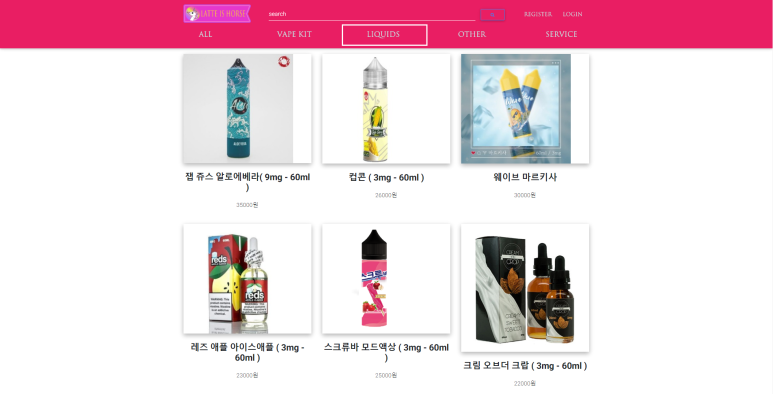 LATTE IS HORSE
search
REGISTER LOGIN
ALL VAPE KIT LIQUIDS OTHER SERVICE
잼 쥬스 알로에베라( 9mg - 60ml
)
35000원
컵콘 ( 3mg - 60ml )
26000원
웨이브 마르키사
30000원
reds
reds
레즈 애플 아이스애플 ( 3mg -
60ml )
23000원
스크류바 모드액상 ( 3mg - 60ml
)
25000원
크림 오브더 크랍 ( 3mg - 60ml )
22000원